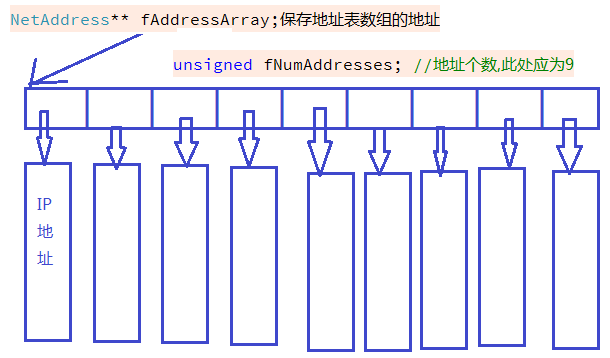 NetAddress** fAddressArray;保存地址表数组的地址
unsigned fNumAddresses; //地址个数,此处应为9
IP
地
址